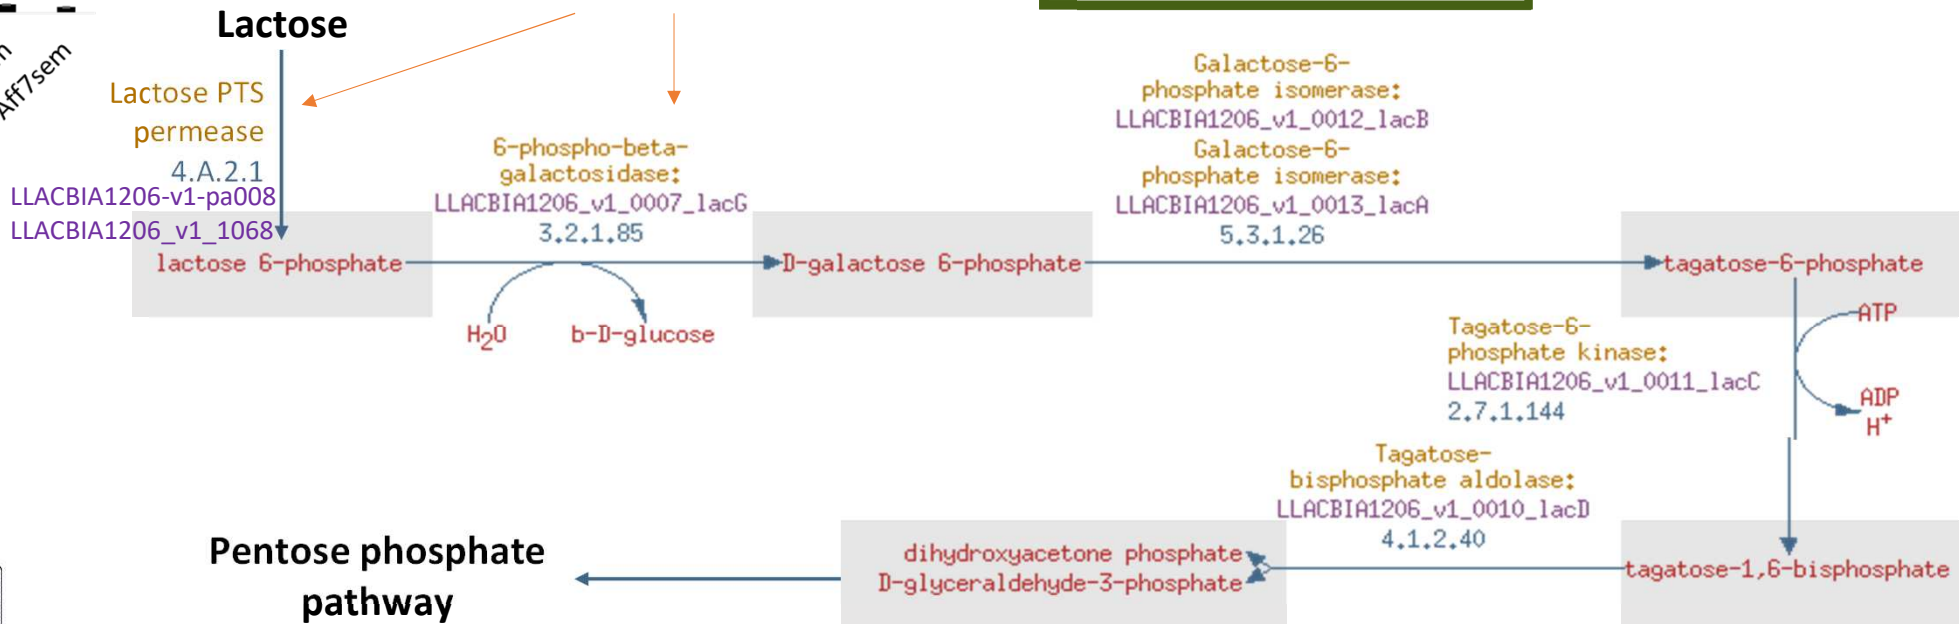 Aff7sem
Lactose
Lactose PTS
permease
4.A.2.1
LLACBIA1206-v1-pa008
LLACBIA1206_v1_1068
lactose 6-phosphate
6-phospho-beta-
galactosidase:
LLACBIA1206_v1_0007_lacG
3.2.1.85
H2O
b-D-glucose
D-galactose 6-phosphate
Galactose-6-
phosphate isomerase:
LLACBIA1206_v1_0012_lacB
Galactose-6-
phosphate isomerase:
LLACBIA1206_v1_0013_lacA
5.3.1.26
tagatose-6-phosphate
ATP
Tagatose-6-
phosphate kinase:
LLACBIA1206_v1_0011_lacC
2.7.1.144
ADP
H+
Tagatose-
bisphosphate aldolase:
LLACBIA1206_v1_0010_lacD
4.1.2.40
tagatose-1,6-bisphosphate
dihydroxyacetone phosphate
D-glyceraldehyde-3-phosphate
Pentose phosphate
pathway